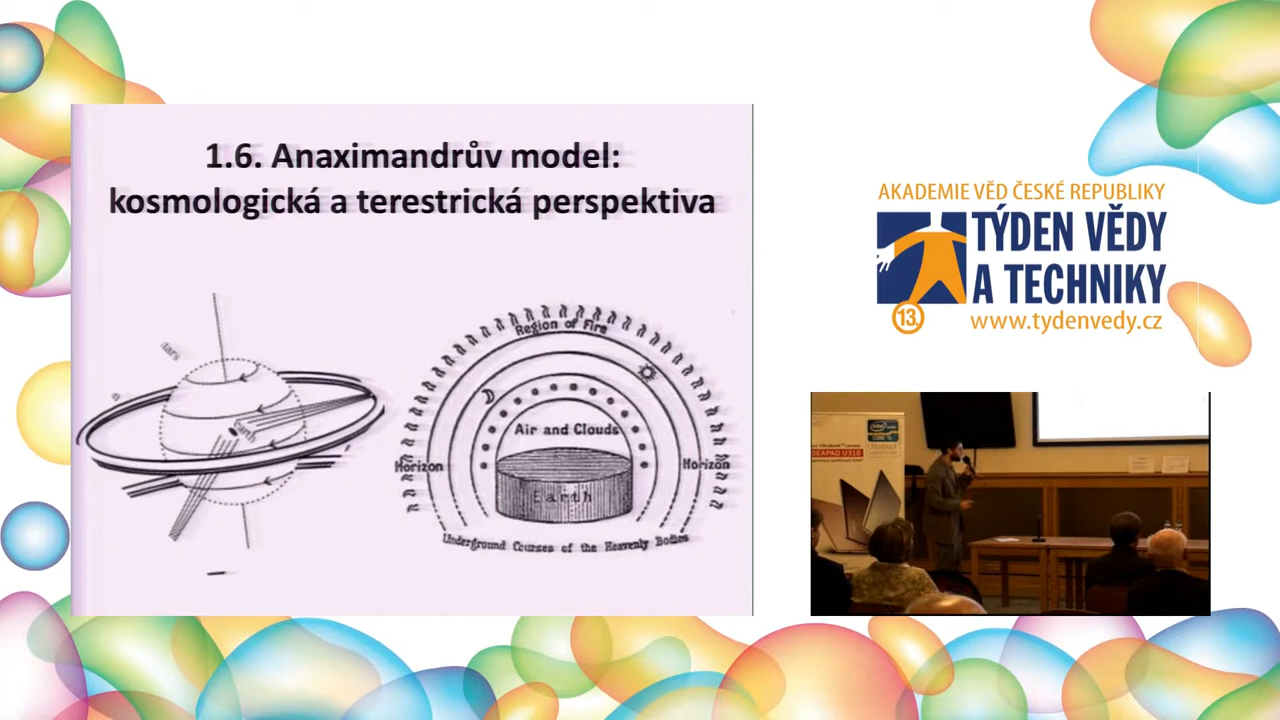 1.6. Anaximandrův model:
kosmologická a terestrická perspektiva
Region of Fire
Air and Clouds
Horizon
Horizon
Earth
Earth
Underground Courses of the Heavenly Bodies
AKADEMIE VĚD ČESKÉ REPUBLIKY
TÝDEN VĚDY
A TECHNIKY
13.
www.tydenvedy.cz